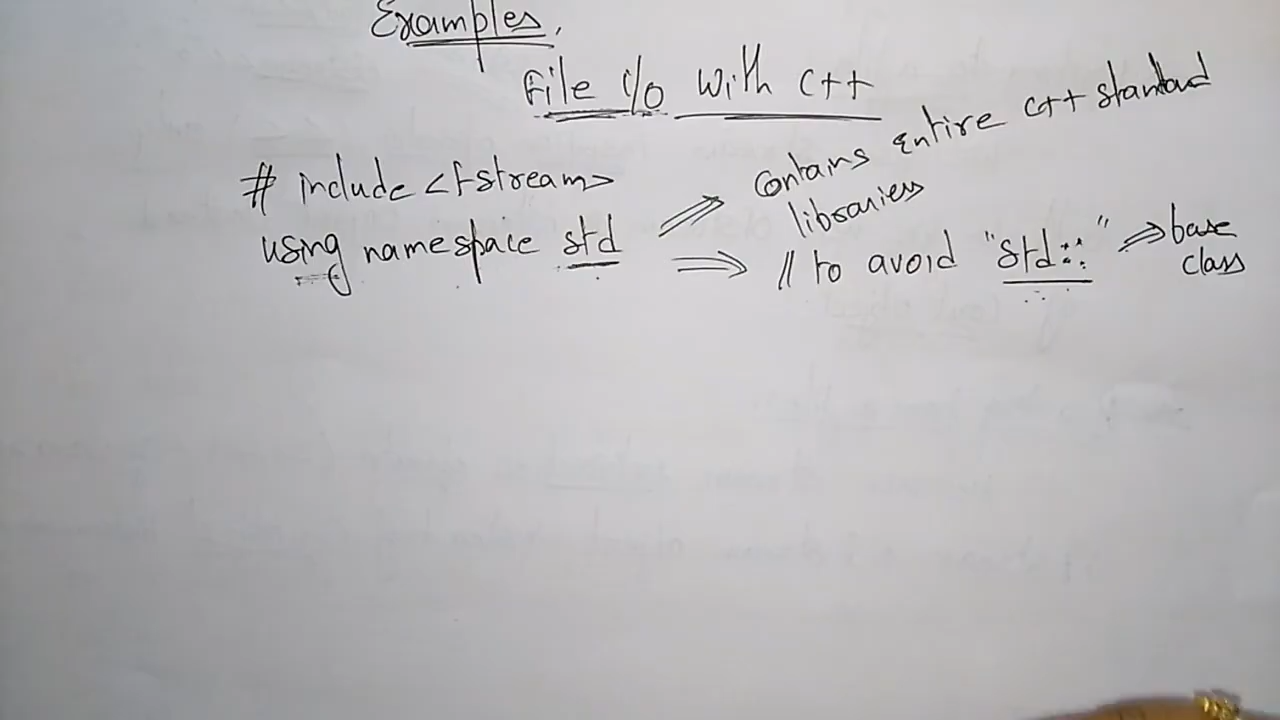 Examples,
File i/o with C++
# include <fstream>
using namespace std
⇒ Contains entire C++ standard
libraries
⇒ // to avoid "std::" ⇒ base
class